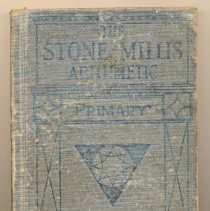 THE
STONE-MILLIS
ARITHMETIC
PRIMARY